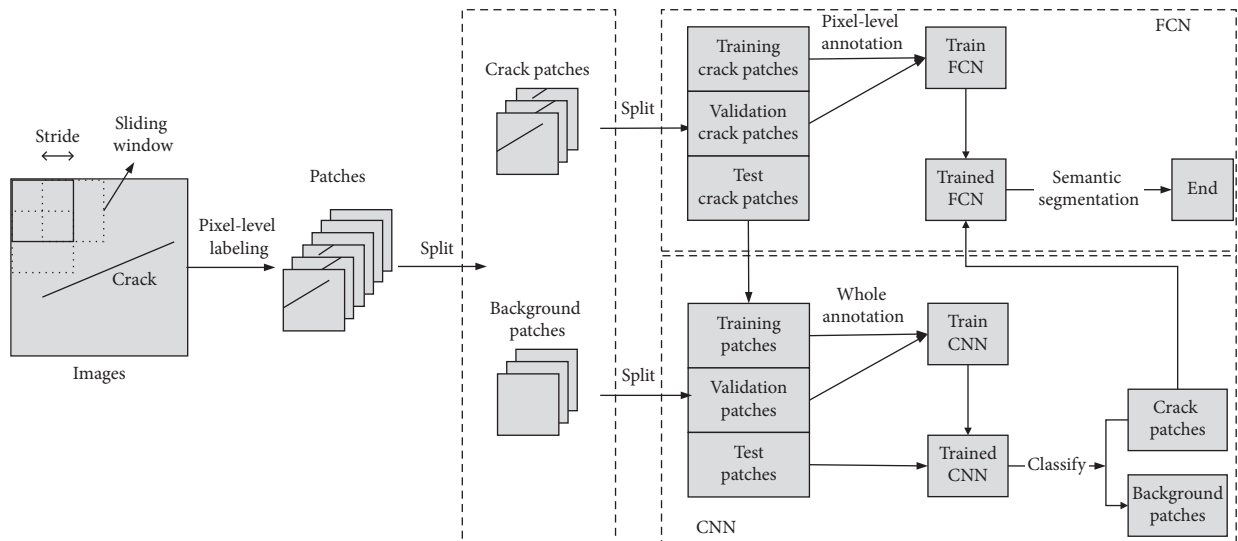 Stride
Sliding
window
Crack
Images
Pixel-level
labeling
Patches
Split
Crack patches
Background
patches
Split
Split
FCN
Training
crack patches
Validation
crack patches
Test
crack patches
Pixel-level
annotation
Train
FCN
Trained
FCN
Semantic
segmentation
End
Training
patches
Validation
patches
Test
patches
Whole
annotation
Train
CNN
Trained
CNN
Classify
Crack
patches
Background
patches
CNN